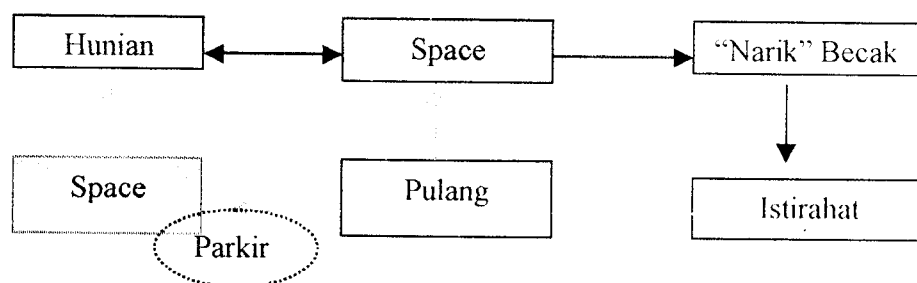 Hunian
Space
“Narik” Becak
Space
Pulang
Istirahat
Parkir